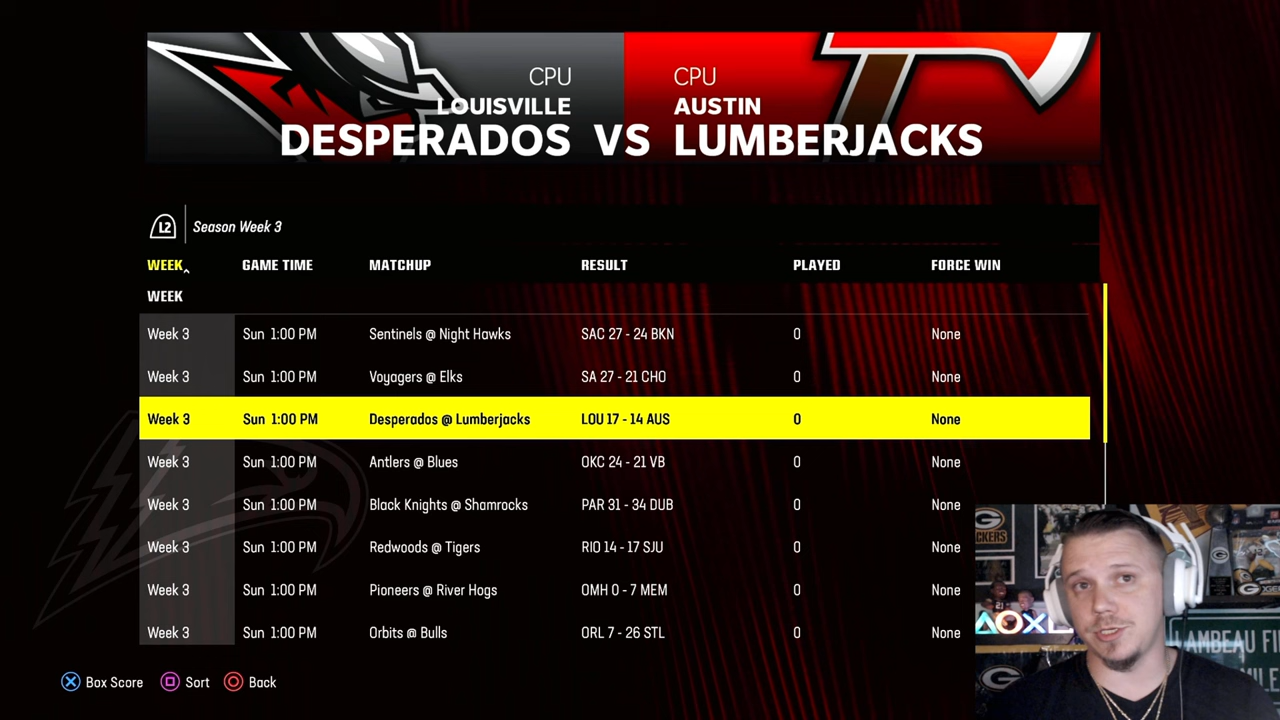 CPU
LOUISVILLE
DESPERADOS
VS
CPU
AUSTIN
LUMBERJACKS
L2 Season Week 3
WEEK GAME TIME MATCHUP RESULT PLAYED FORCE WIN
WEEK
Week 3 Sun 1:00 PM Sentinels @ Night Hawks SAC 27 - 24 BKN 0 None
Week 3 Sun 1:00 PM Voyagers @ Elks SA 27 - 21 CHO 0 None
Week 3 Sun 1:00 PM Desperados @ Lumberjacks LOU 17 - 14 AUS 0 None
Week 3 Sun 1:00 PM Antlers @ Blues OKC 24 - 21 VB 0 None
Week 3 Sun 1:00 PM Black Knights @ Shamrocks PAR 31 - 34 DUB 0 None
Week 3 Sun 1:00 PM Redwoods @ Tigers RIO 14 - 17 SJU 0 None
Week 3 Sun 1:00 PM Pioneers @ River Hogs OMH 0 - 7 MEM 0 None
Week 3 Sun 1:00 PM Orbits @ Bulls ORL 7 - 26 STL 0 None
Box Score Sort Back
G
CKERS
21
LAMBEAU FI
MILE